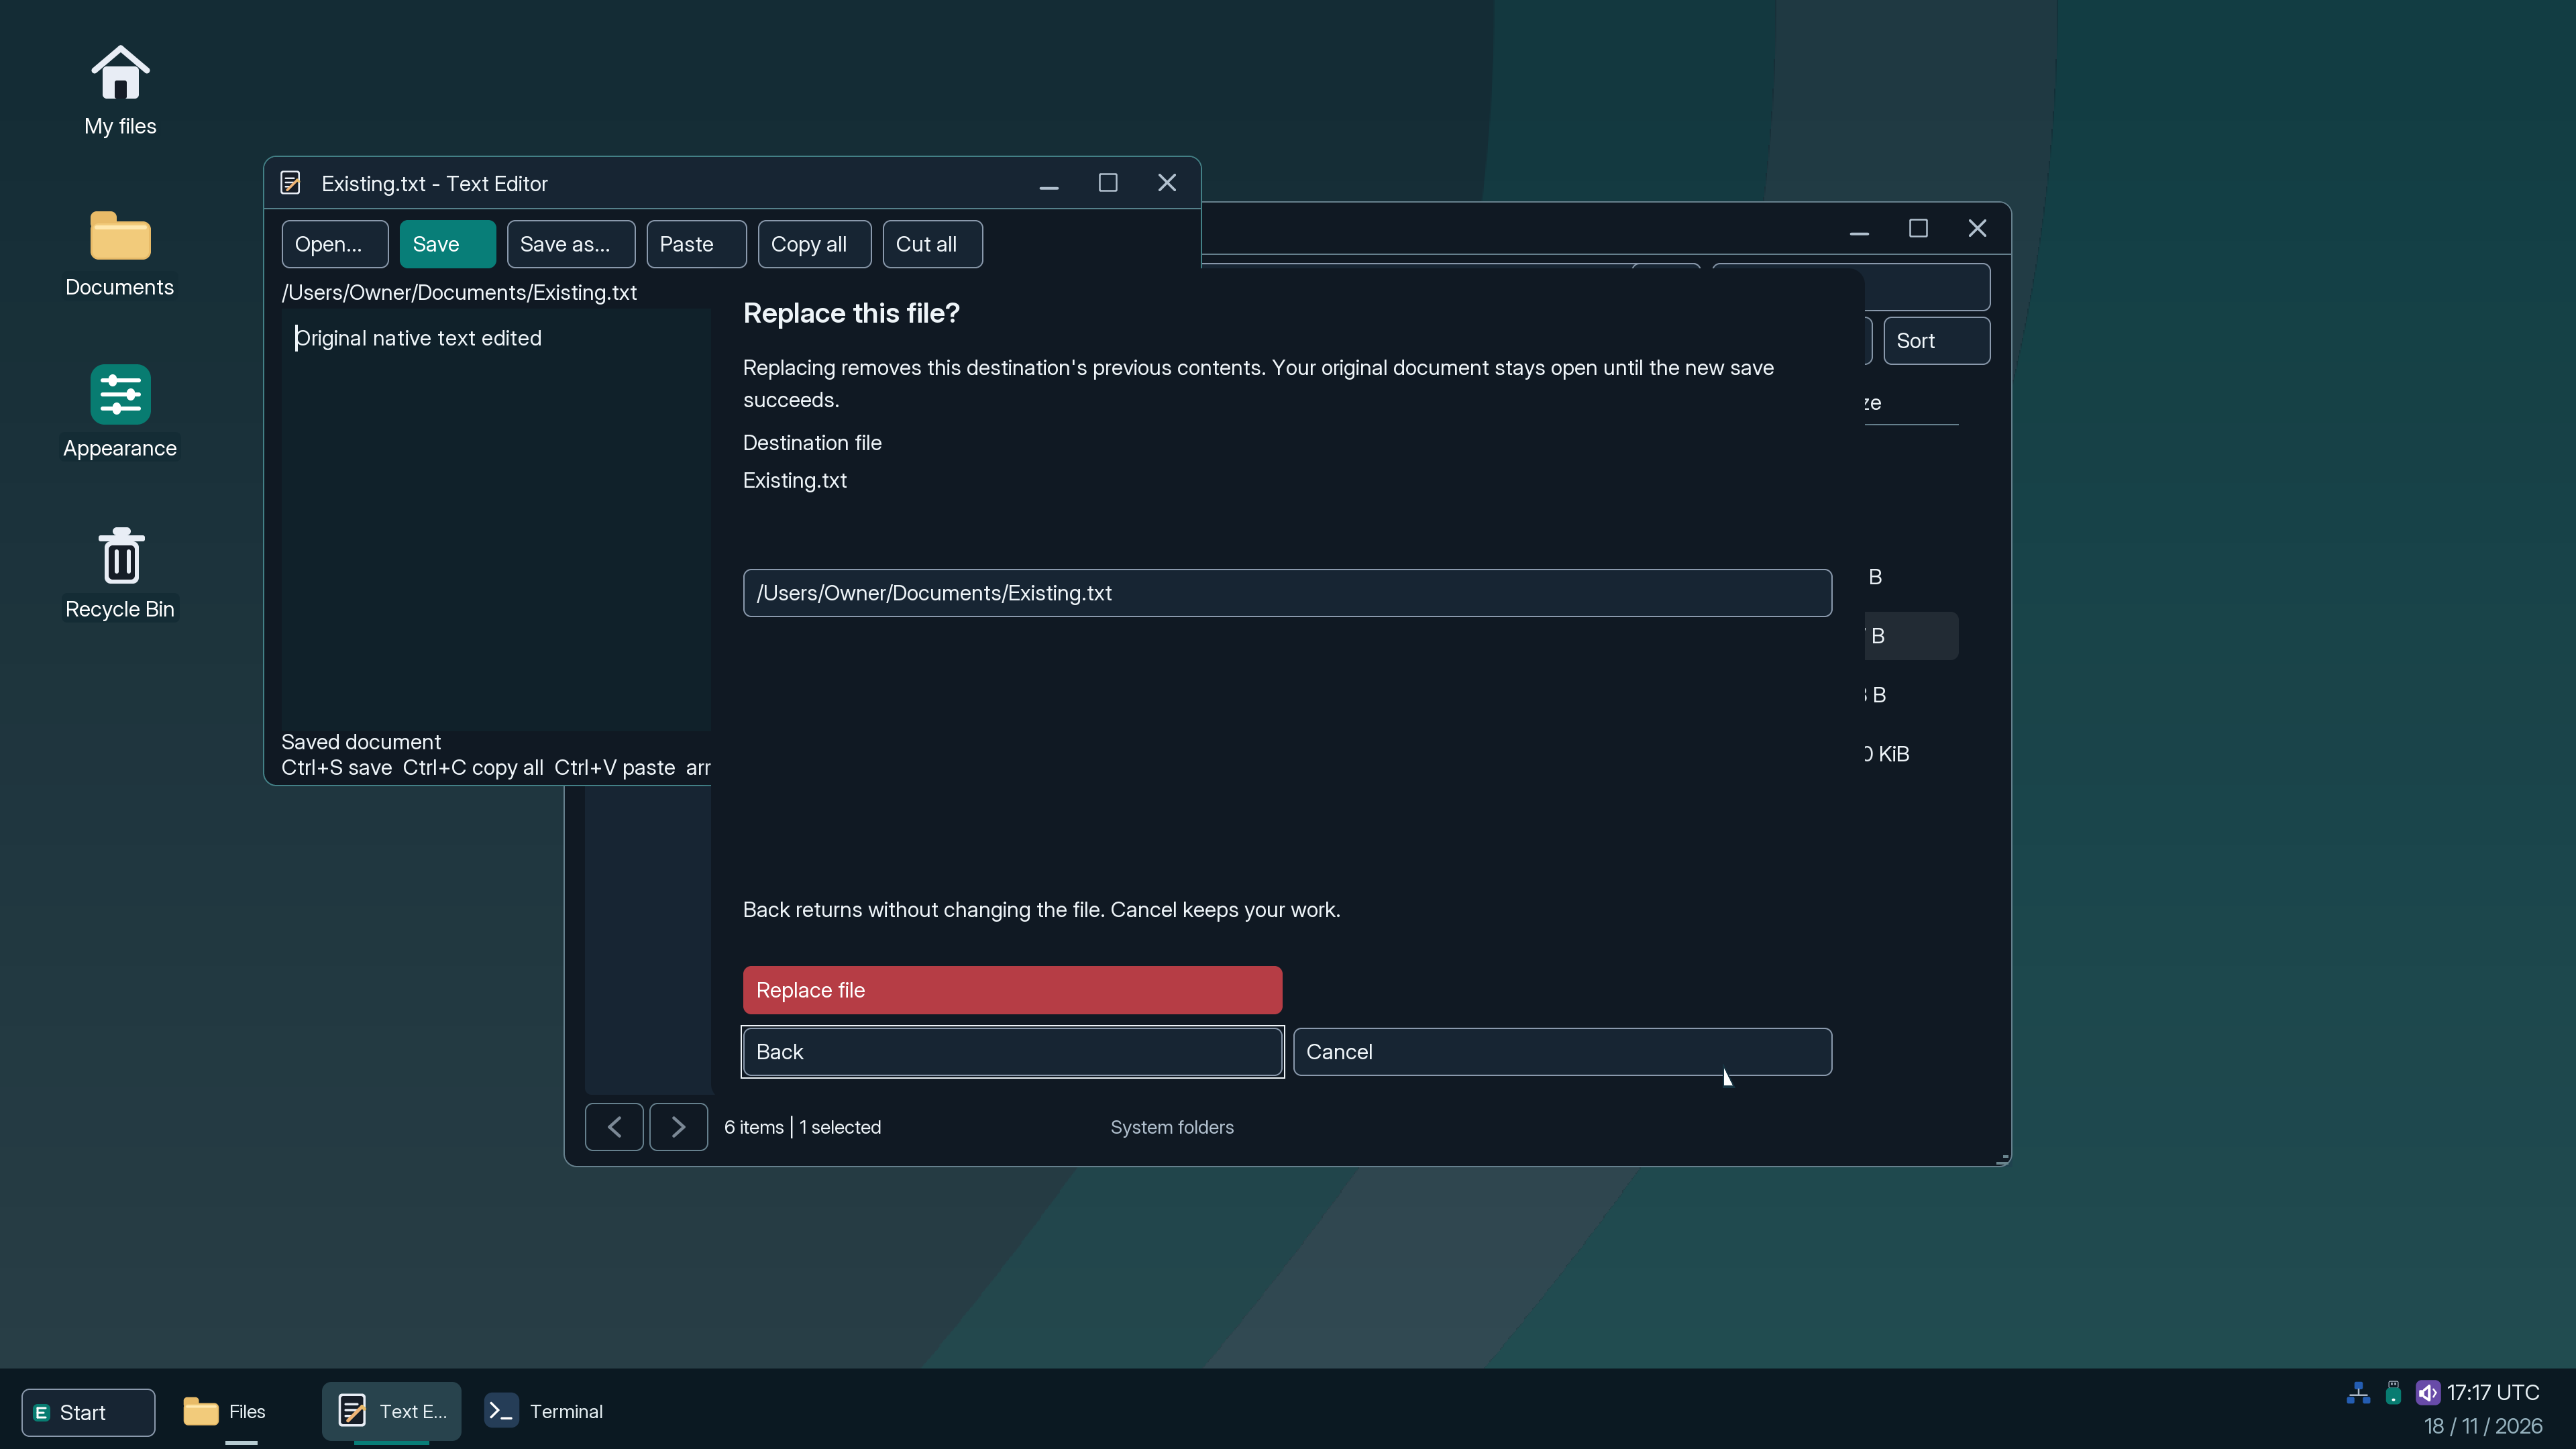 My files
Documents
Appearance
Recycle Bin
Existing.txt - Text Editor
Open...
Save
Save as...
Paste
Copy all
Cut all
/Users/Owner/Documents/Existing.txt
Original native text edited
Saved document
Ctrl+S save Ctrl+C copy all Ctrl+V paste arr
Sort
ze
B
B
B
0 KiB
Replace this file?
Replacing removes this destination's previous contents. Your original document stays open until the new save
succeeds.
Destination file
Existing.txt
/Users/Owner/Documents/Existing.txt
Back returns without changing the file. Cancel keeps your work.
Replace file
Back
Cancel
6 items | 1 selected
System folders
E Start
Files
Text E...
Terminal
17:17 UTC
18 / 11 / 2026